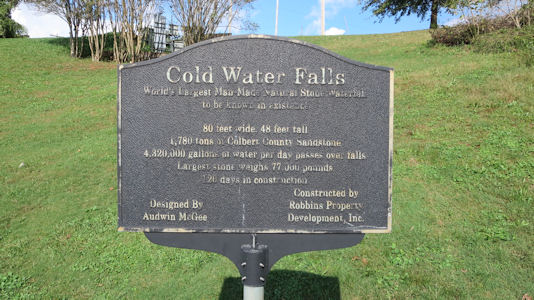 Cold Water Falls
World's Largest Man-Made Natural Stone Waterfall
to be known in existence
80 feet wide, 48 feet tall
1,780 tons of Colbert County Sandstone
4,320,000 gallons of water per day passes over falls
Largest stone weighs 77,000 pounds
126 days in construction
Designed By
Audwin McGee
Constructed by
Robbins Property
Development, Inc.